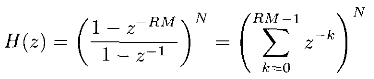 H(z) = \left( \frac{1 - z^{-RM}}{1 - z^{-1}} \right)^N = \left( \sum_{k=0}^{RM-1} z^{-k} \right)^N